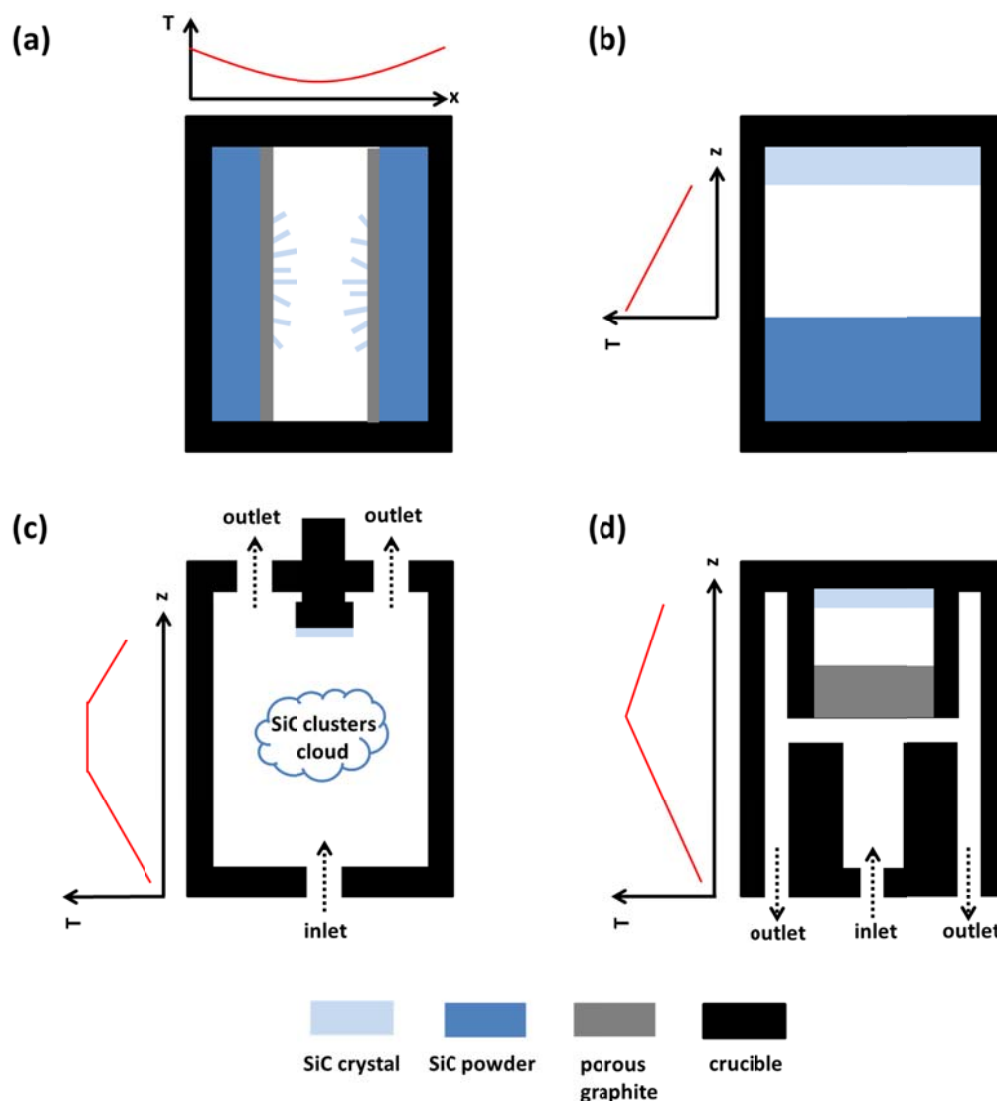 (a)
T
x
(b)
z
T
(c)
outlet
outlet
z
SiC clusters
cloud
T
inlet
(d)
z
T
outlet
inlet
outlet
SiC crystal
SiC powder
porous
graphite
crucible